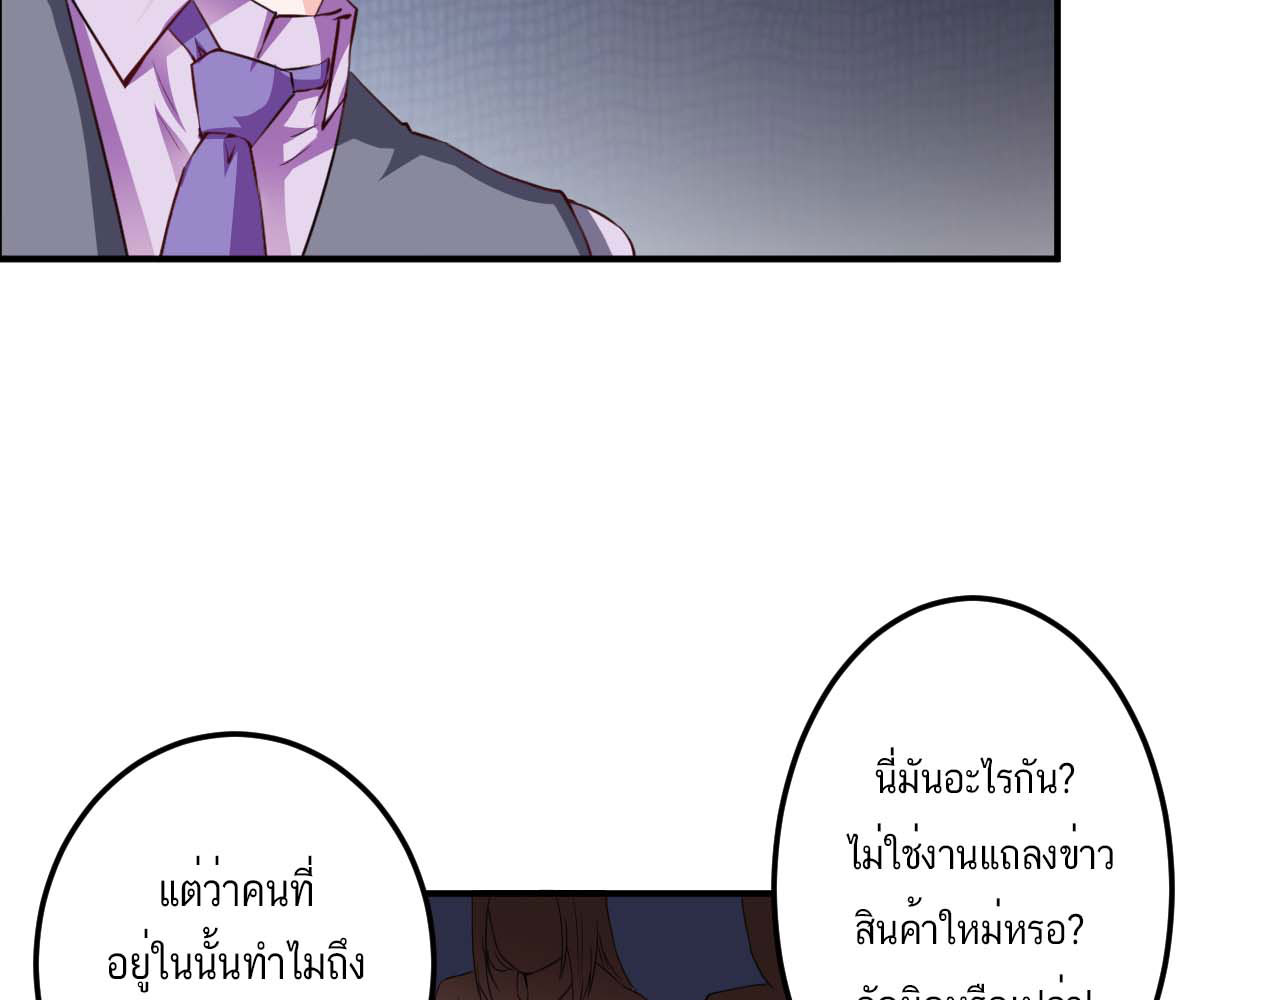 นี่มันอะไรกัน?
ไม่ใช่งานแถลงข่าว
สินค้าใหม่หรอ?
แต่ว่าคนที่
อยู่ในนั้นทำไมถึง